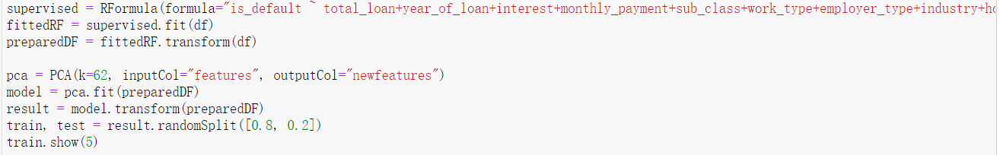 supervised = RFormula(formula="is_default ~ total_loan+year_of_loan+interest+monthly_payment+sub_class+work_type+employer_type+industry+ho
fittedRF = supervised.fit(df)
preparedDF = fittedRF.transform(df)
pca = PCA(k=62, inputCol="features", outputCol="newfeatures")
model = pca.fit(preparedDF)
result = model.transform(preparedDF)
train, test = result.randomSplit([0.8, 0.2])
train.show(5)